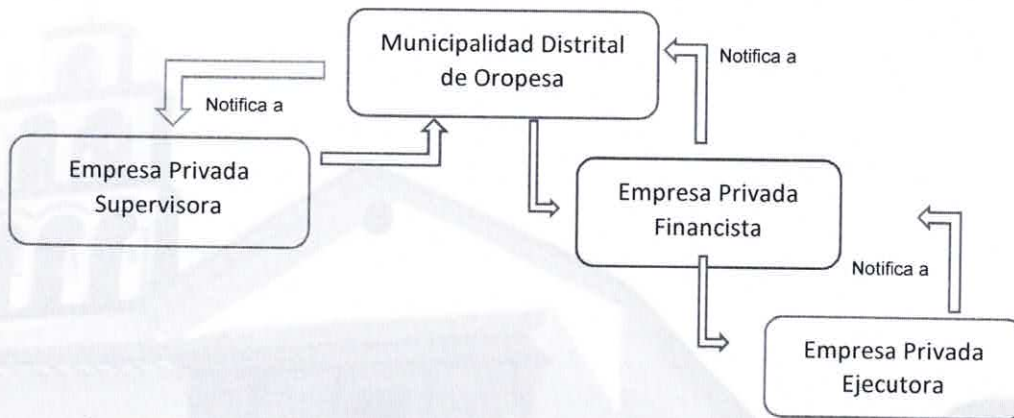 Municipalidad Distrital
de Oropesa
Notifica a
Notifica a
Empresa Privada
Supervisora
Empresa Privada
Financista
Notifica a
Empresa Privada
Ejecutora